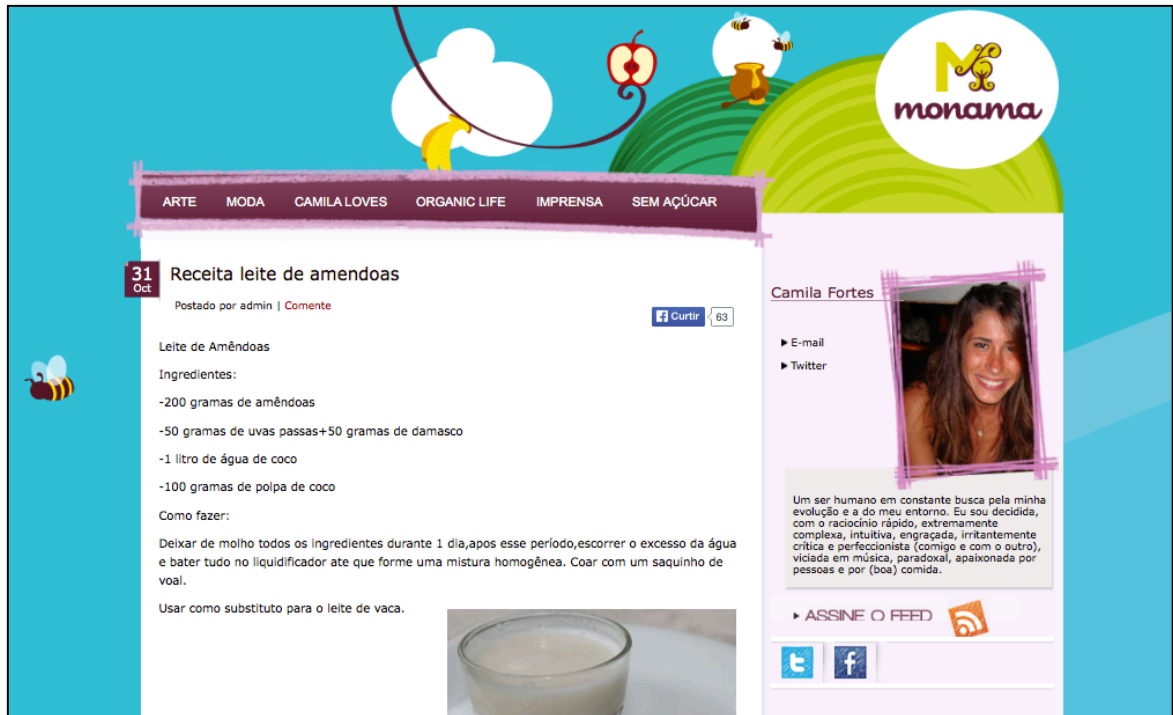 monama
ARTE MODA CAMILA LOVES ORGANIC LIFE IMPRENSA SEM AÇÚCAR
31
Oct
Receita leite de amendoas
Postado por admin | Comente
Curtir 63
Leite de Amêndoas
Ingredientes:
-200 gramas de amêndoas
-50 gramas de uvas passas+50 gramas de damasco
-1 litro de água de coco
-100 gramas de polpa de coco
Como fazer:
Deixar de molho todos os ingredientes durante 1 dia,apos esse período,escorrer o excesso da água
e bater tudo no liquidificador ate que forme uma mistura homogênea. Coar com um saquinho de
voal.
Usar como substituto para o leite de vaca.
Camila Fortes
E-mail
Twitter
Um ser humano em constante busca pela minha
evolução e a do meu entorno. Eu sou decidida,
com o raciocínio rápido, extremamente
complexa, intuitiva, engraçada, irritantemente
crítica e perfeccionista (comigo e com o outro),
viciada em música, paradoxal, apaixonada por
pessoas e por (boa) comida.
ASSINE O FEED